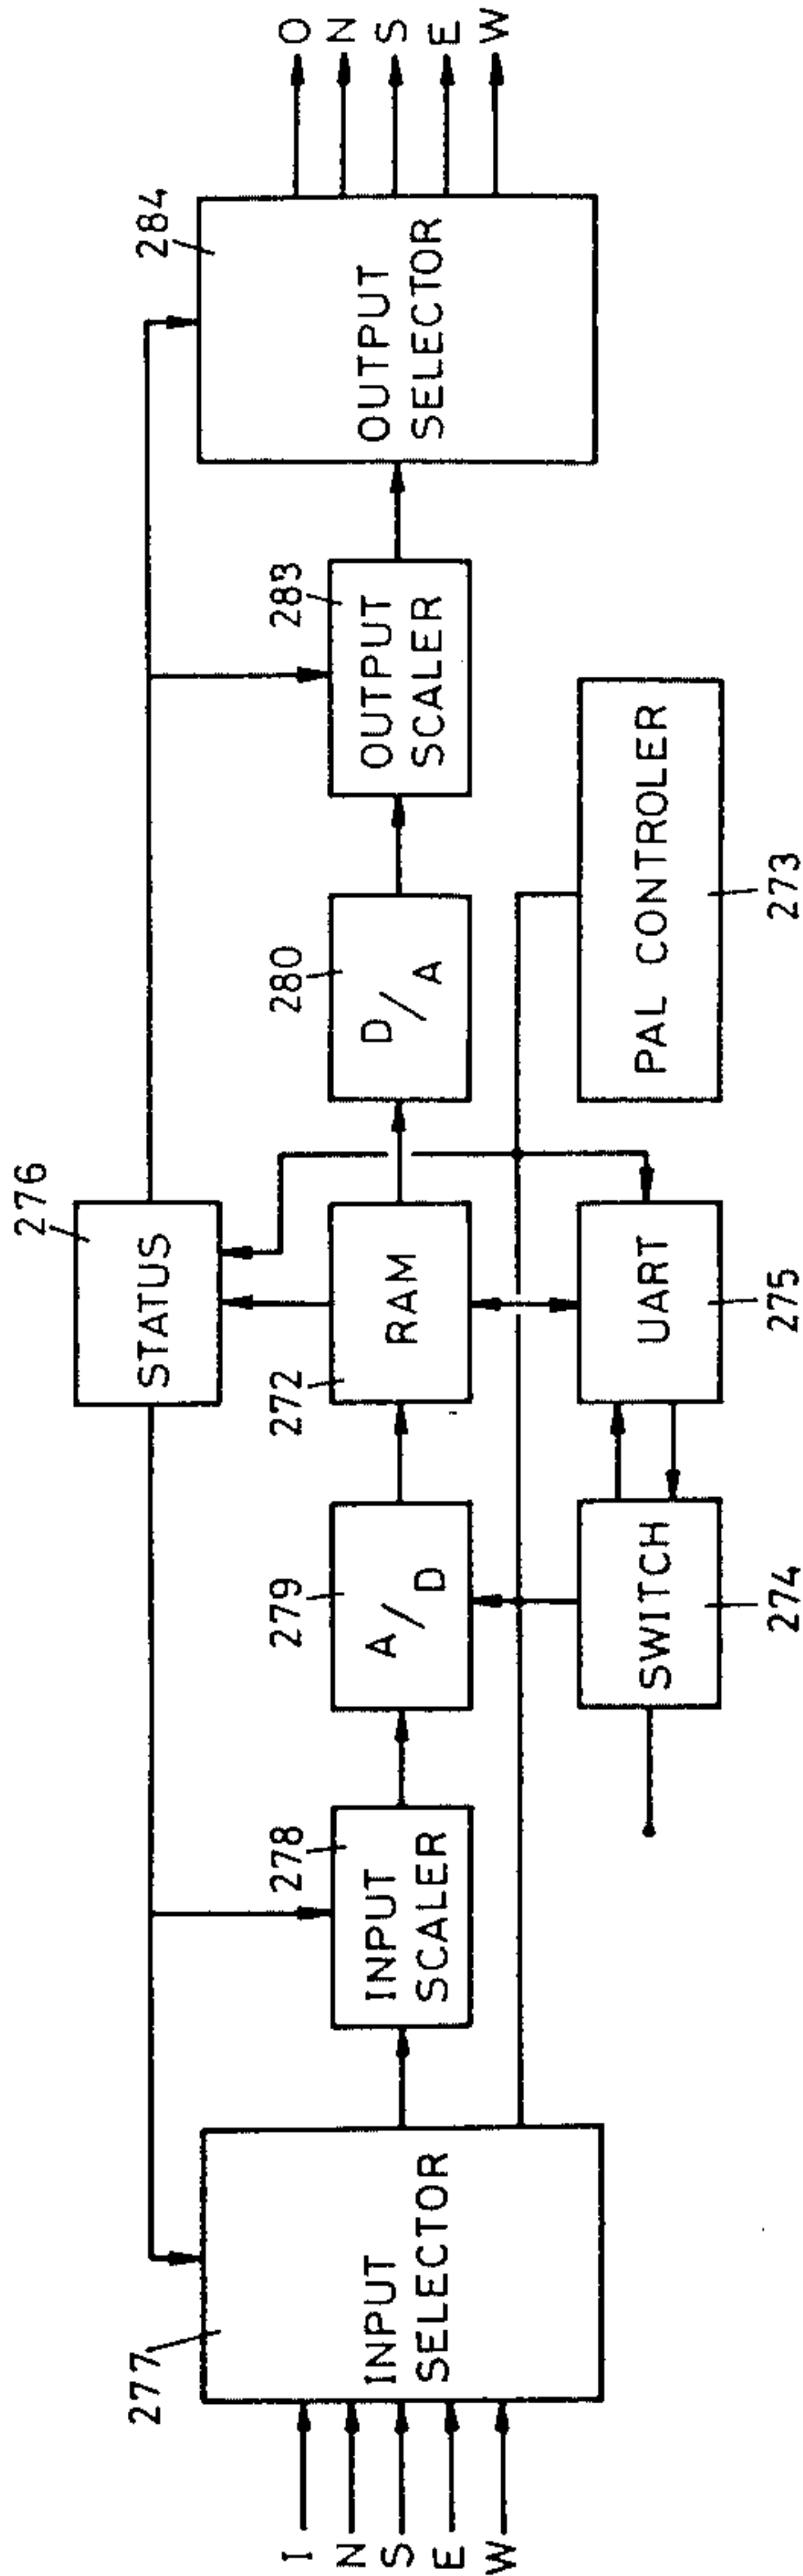 I
N
S
E
W
277
INPUT
SELECTOR
278
INPUT
SCALER
279
A/D
276
STATUS
272
RAM
280
D/A
283
OUTPUT
SCALER
284
OUTPUT
SELECTOR
O
N
S
E
W
SWITCH
274
UART
275
PAL CONTROLER
273